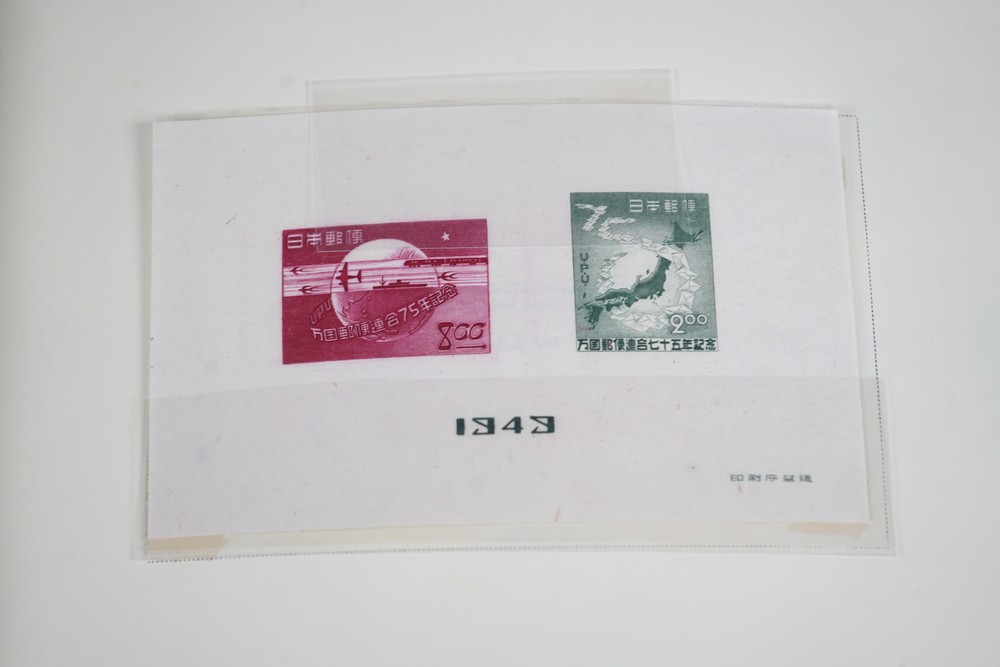 日本郵便
UPU
万国郵便連合75年記念
8.00
75
日本郵便
UPU
2.00
万国郵便連合七十五年記念
1949
印刷庁製造